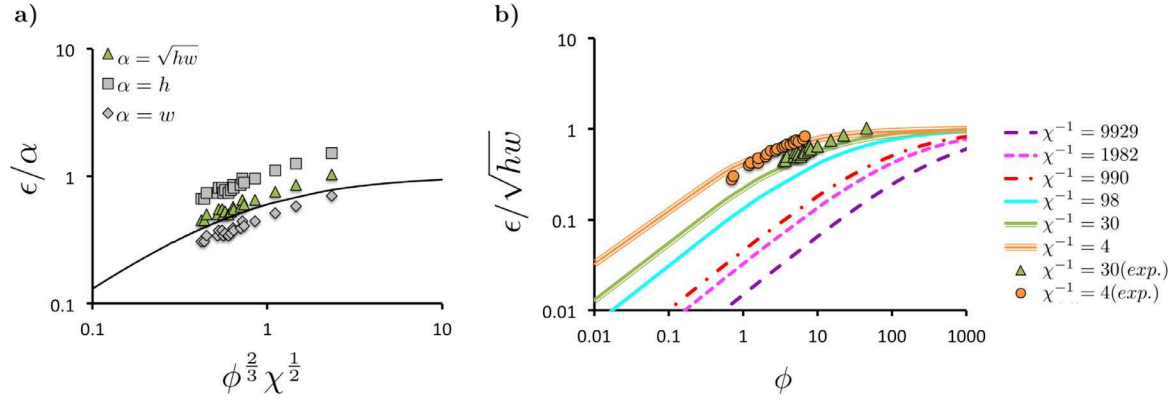 a)
10
1
0.1
ϵ/α
α = √hw
α = h
α = w
0.1
1
10
ϕ^{2/3} χ^{1/2}
b)
10
1
0.1
0.01
ϵ/√hw
0.01
0.1
1
10
100
1000
ϕ
χ⁻¹ = 9929
χ⁻¹ = 1982
χ⁻¹ = 990
χ⁻¹ = 98
χ⁻¹ = 30
χ⁻¹ = 4
χ⁻¹ = 30(exp.)
χ⁻¹ = 4(exp.)